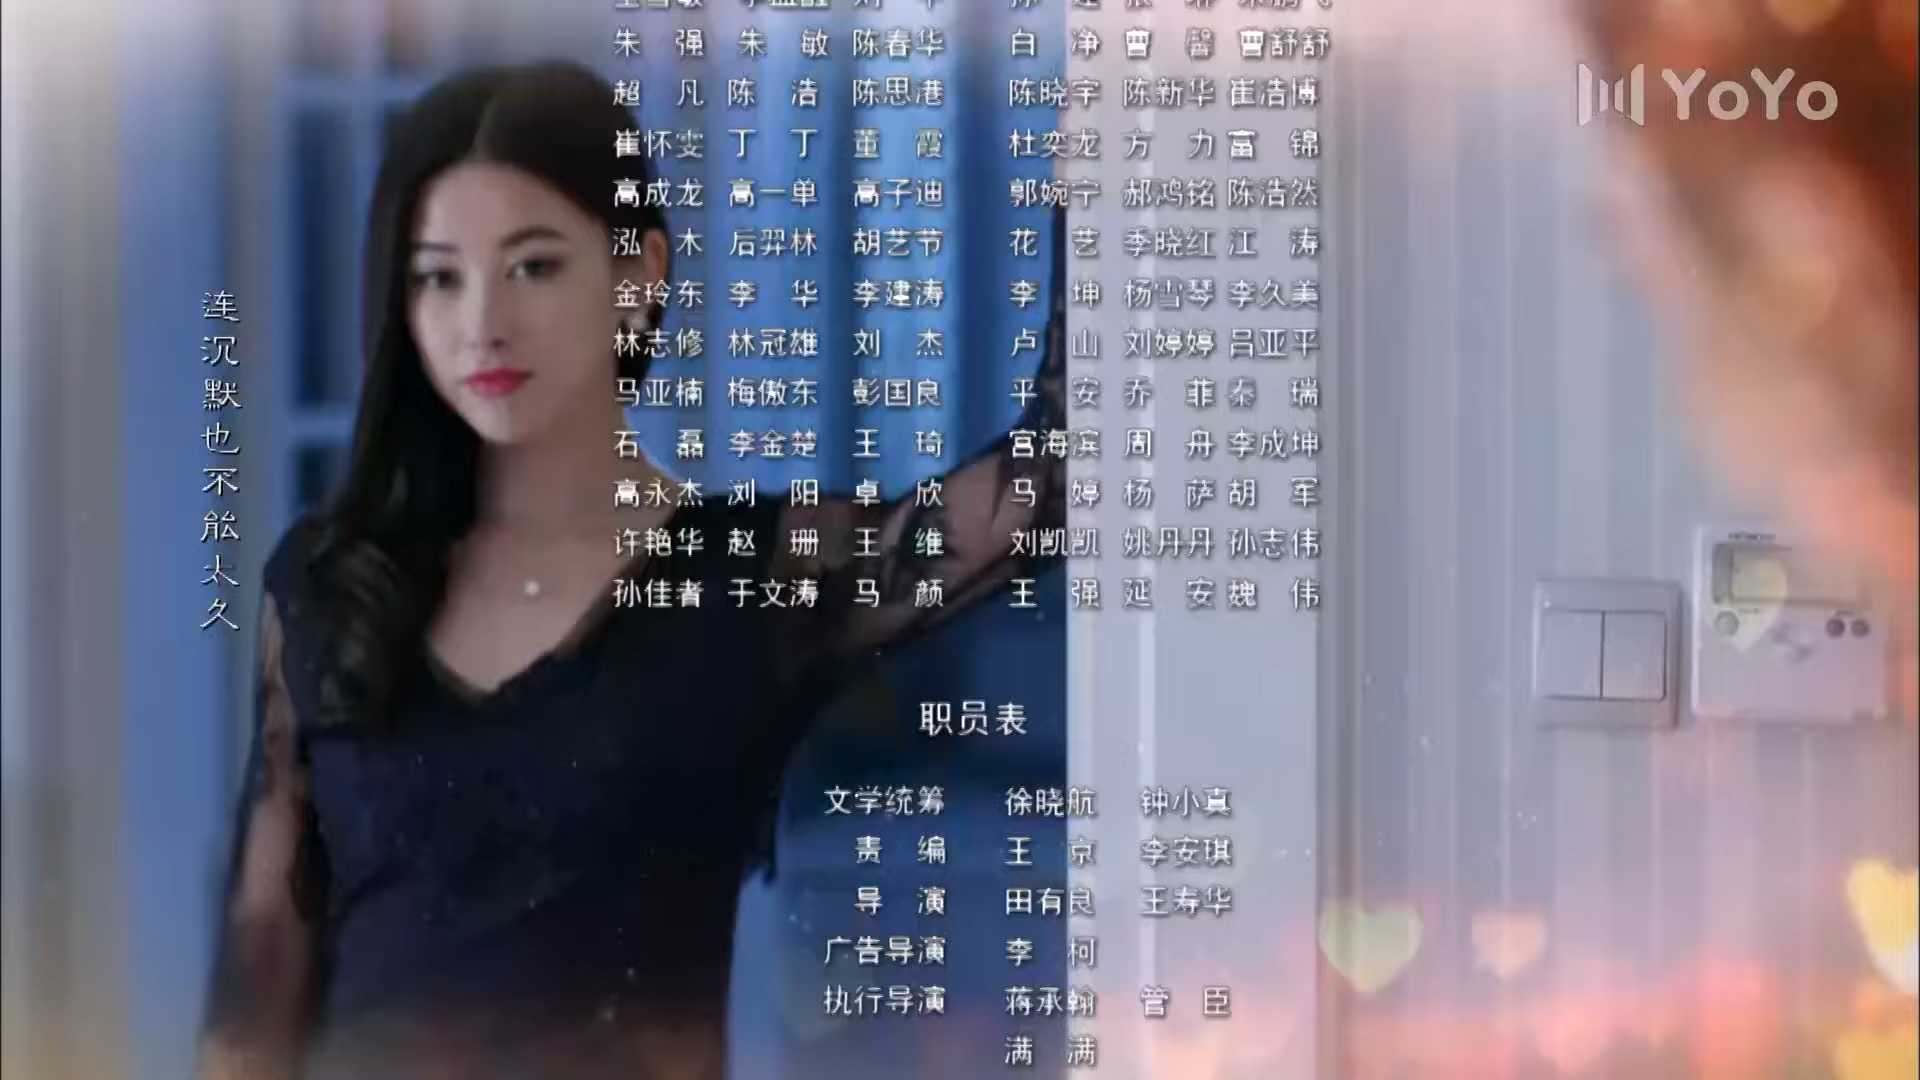 朱强 朱敏 陈春华 白净 曹馨 曹舒舒
超凡 陈浩 陈思港 陈晓宇 陈新华 崔浩博
崔怀雯 丁丁 董霞 杜奕龙 方力 富锦
高成龙 高一单 高子迪 郭婉宁 郝鸿铭 陈浩然
泓木 后羿林 胡艺节 花艺 季晓红 江涛
金玲东 李华 李建涛 李坤 杨雪琴 李久美
林志修 林冠雄 刘杰 卢山 刘婷婷 吕亚平
马亚楠 梅傲东 彭国良 平安 乔菲 秦瑞
石磊 李金楚 王琦 宫海滨 周舟 李成坤
高永杰 浏阳 卓欣 马婷 杨萨 胡军
许艳华 赵珊 王维 刘凯凯 姚丹丹 孙志伟
孙佳者 于文涛 马颜 王强 延安 魏伟
职员表
文学统筹 徐晓航 钟小真
责编 王京 李安琪
导演 田有良 王寿华
广告导演 李柯
执行导演 蒋承翰 管臣
满满
连沉默也不能太久
YoYo